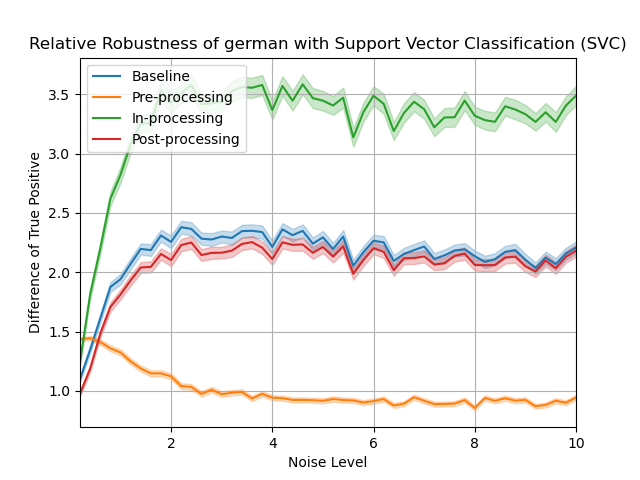 Relative Robustness of german with Support Vector Classification (SVC)
Baseline
Pre-processing
In-processing
Post-processing
Difference of True Positive
3.5
3.0
2.5
2.0
1.5
1.0
2 4 6 8 10
Noise Level